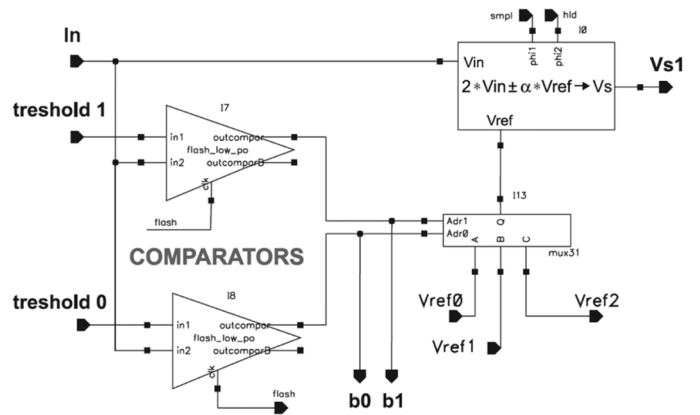 smpl hld
In
I0
phi1 phi2
Vin
Vs1
2*Vin±α*Vref→Vs
Vref
treshold 1
I7
in1 outcompar
flash_low_po
in2 outcomparB
clk
flash
I13
Adr1 Q
Adr0
A B C
mux31
COMPARATORS
treshold 0
I8
in1 outcompar
flash_low_po
in2 outcomparB
clk
flash
Vref0
Vref2
Vref1
b0 b1